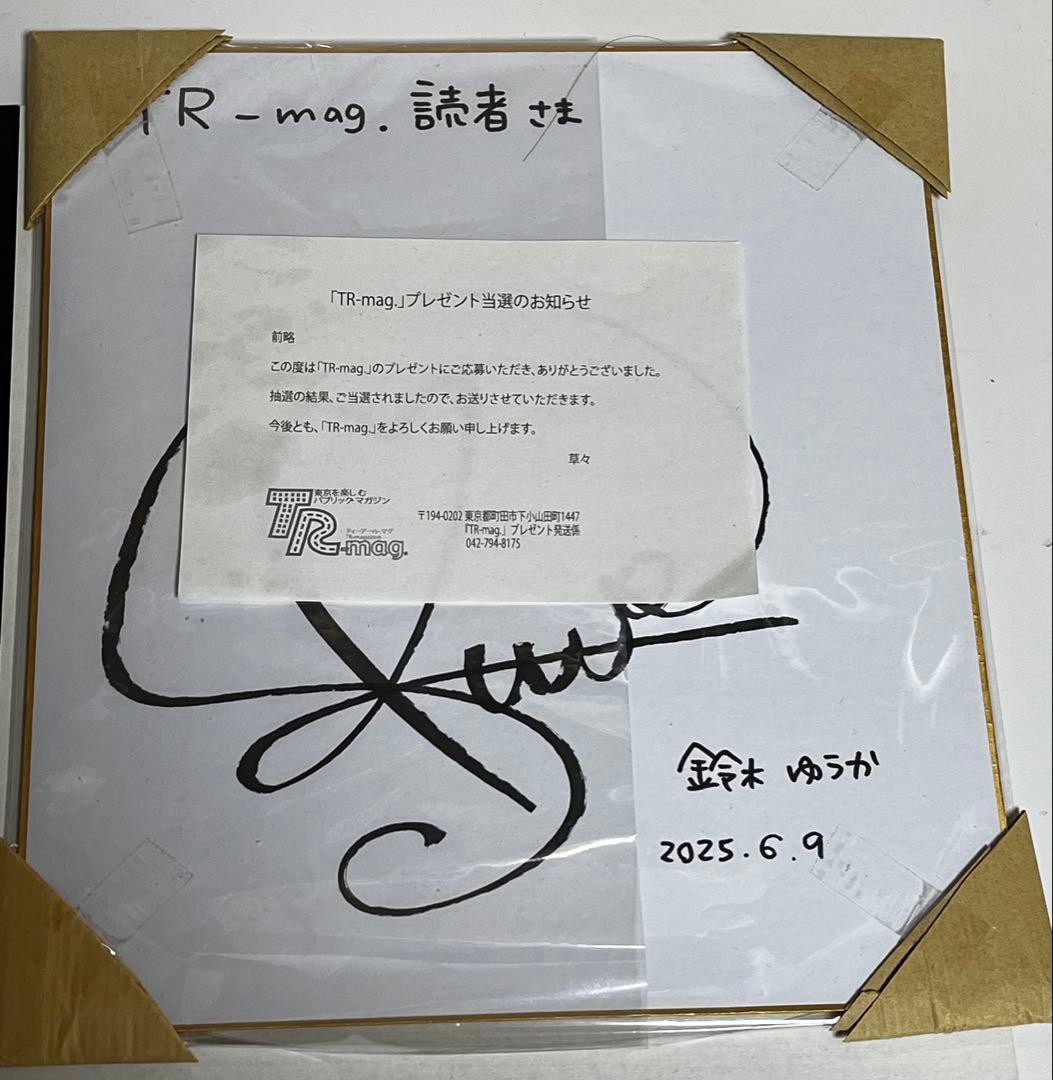 TR-mag. 読者さま
「TR-mag.」プレゼント当選のお知らせ
前略
この度は「TR-mag.」のプレゼントにご応募いただき、ありがとうございました。
抽選の結果、ご当選されましたので、お送りさせていただきます。
今後とも、「TR-mag.」をよろしくお願い申し上げます。
草々
東京を楽しむ
パブリックマガジン
ティーアール・マグ
TR-mag.
〒194-0202 東京都町田市下小山田町1447
「TR-mag.」プレゼント発送係
042-794-8175
鈴木 ゆうか
2025.6.9